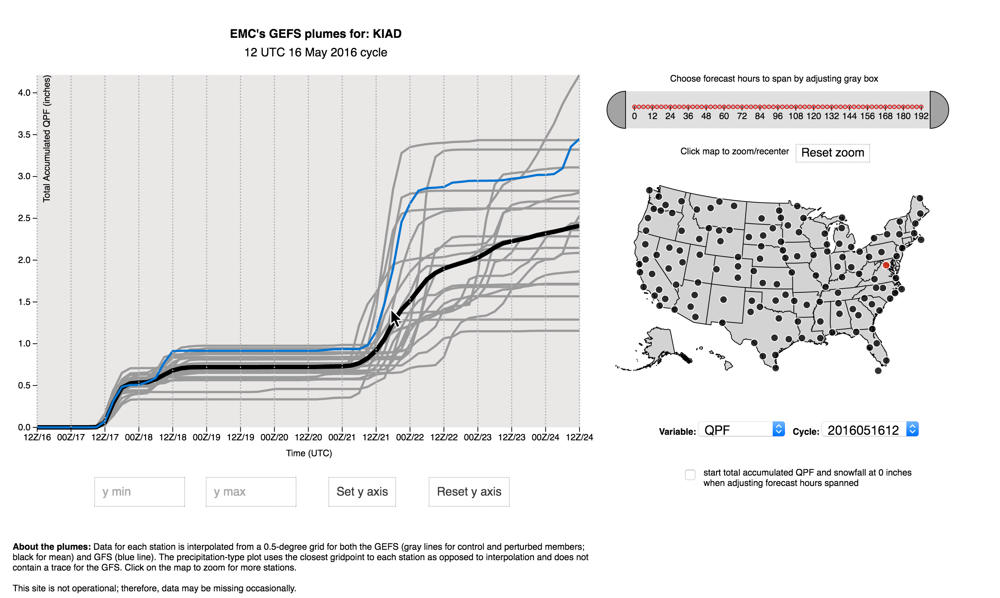 EMC's GEFS plumes for: KIAD
12 UTC 16 May 2016 cycle
Total Accumulated QPF (inches)
4.0
3.5
3.0
2.5
2.0
1.5
1.0
0.5
0.0
12Z/16 00Z/17 12Z/17 00Z/18 12Z/18 00Z/19 12Z/19 00Z/20 12Z/20 00Z/21 12Z/21 00Z/22 12Z/22 00Z/23 12Z/23 00Z/24 12Z/24
Time (UTC)
y min
y max
Set y axis
Reset y axis
Choose forecast hours to span by adjusting gray box
0 12 24 36 48 60 72 84 96 108 120 132 144 156 168 180 192
Click map to zoom/recenter
Reset zoom
Variable: QPF
Cycle: 2016051612
start total accumulated QPF and snowfall at 0 inches
when adjusting forecast hours spanned
About the plumes: Data for each station is interpolated from a 0.5-degree grid for both the GEFS (gray lines for control and perturbed members;
black for mean) and GFS (blue line). The precipitation-type plot uses the closest gridpoint to each station as opposed to interpolation and does not
contain a trace for the GFS. Click on the map to zoom for more stations.
This site is not operational; therefore, data may be missing occasionally.